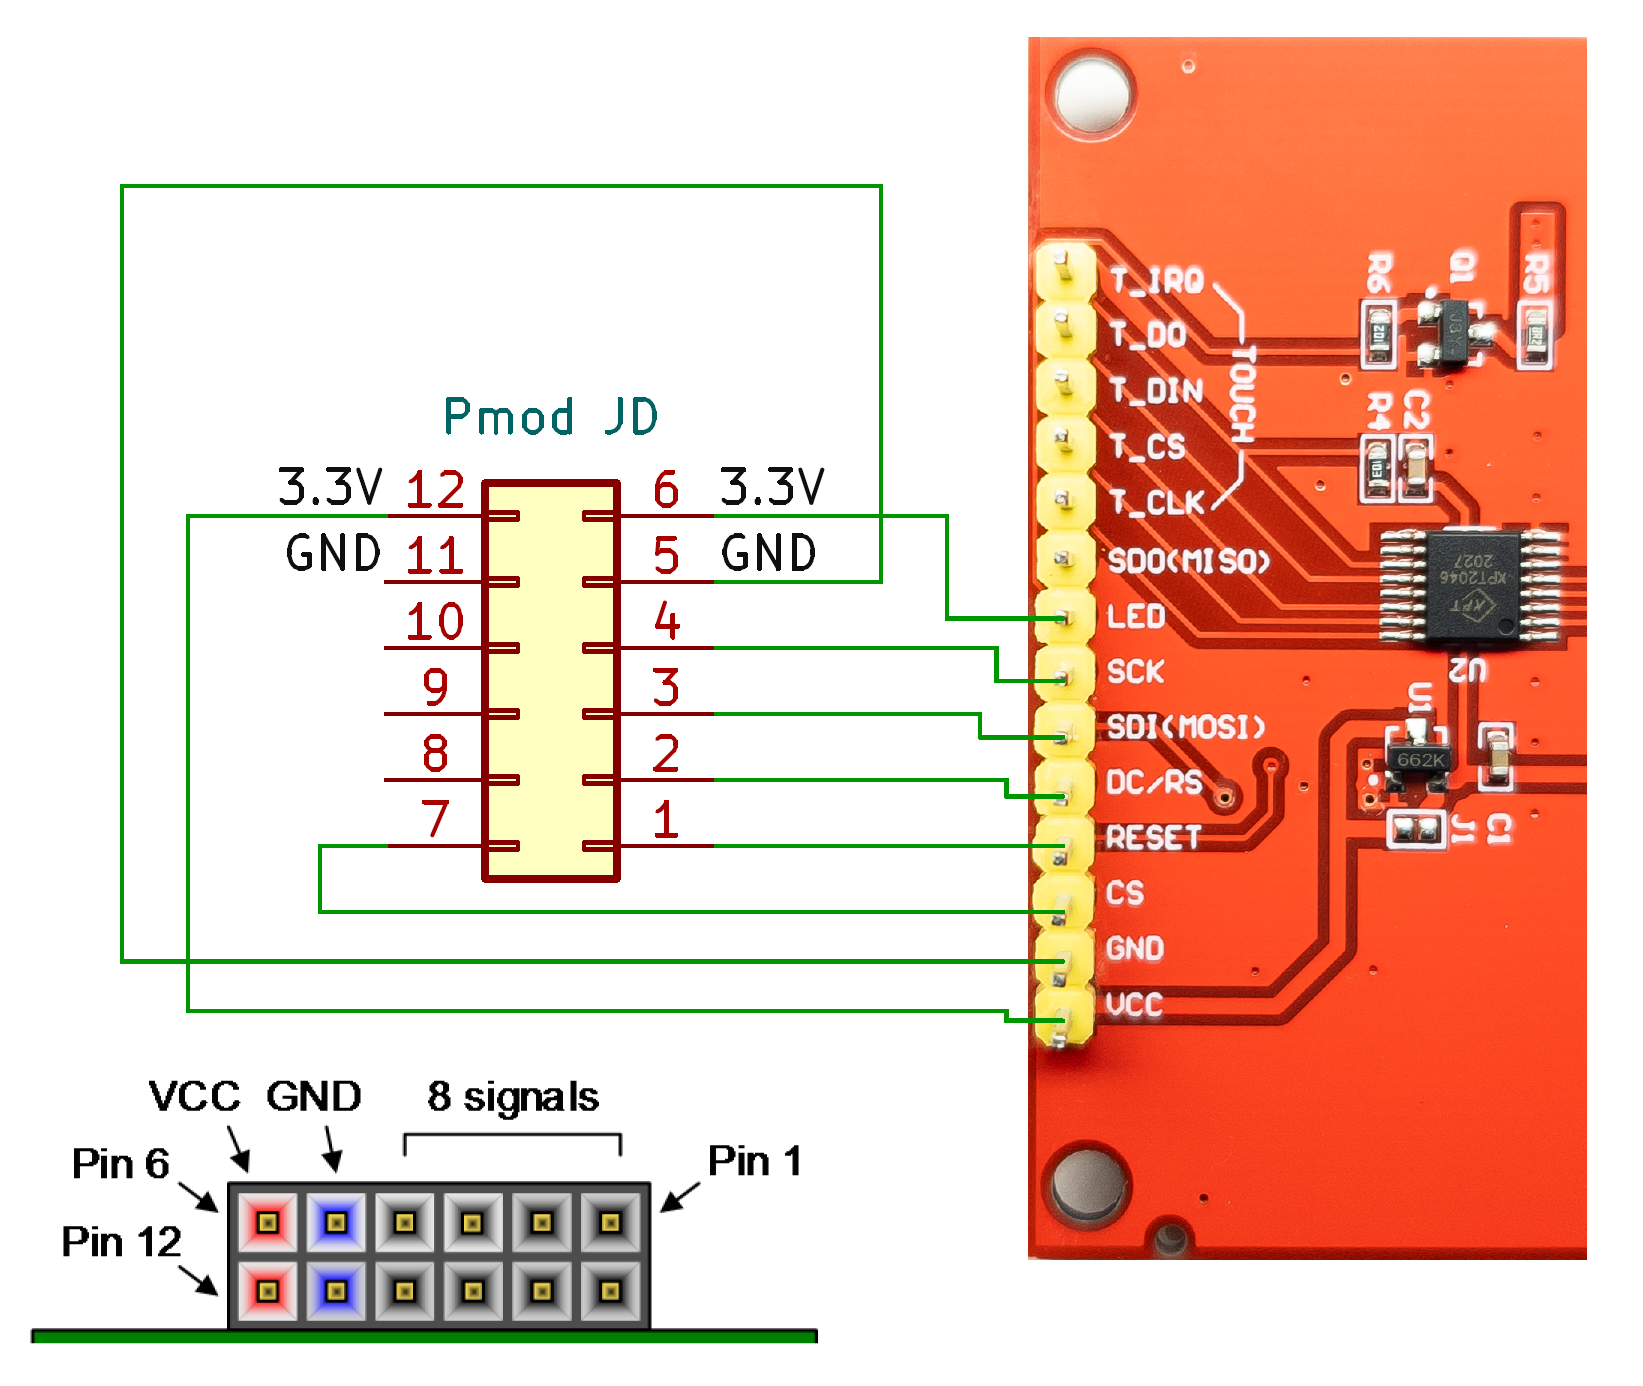 Pmod JD
3.3V 12 6 3.3V
GND 11 5 GND
10 4
9 3
8 2
7 1
T_IRQ
T_DO
T_DIN
T_CS
T_CLK
TOUCH
SDO(MISO)
LED
SCK
SDI(MOSI)
DC/RS
RESET
CS
GND
VCC
R6
Q1
R5
J3Y
R4
C2
XPT2046
2027
XPT
U2
U1
662K
J1
C1
VCC GND 8 signals
Pin 6
Pin 1
Pin 12